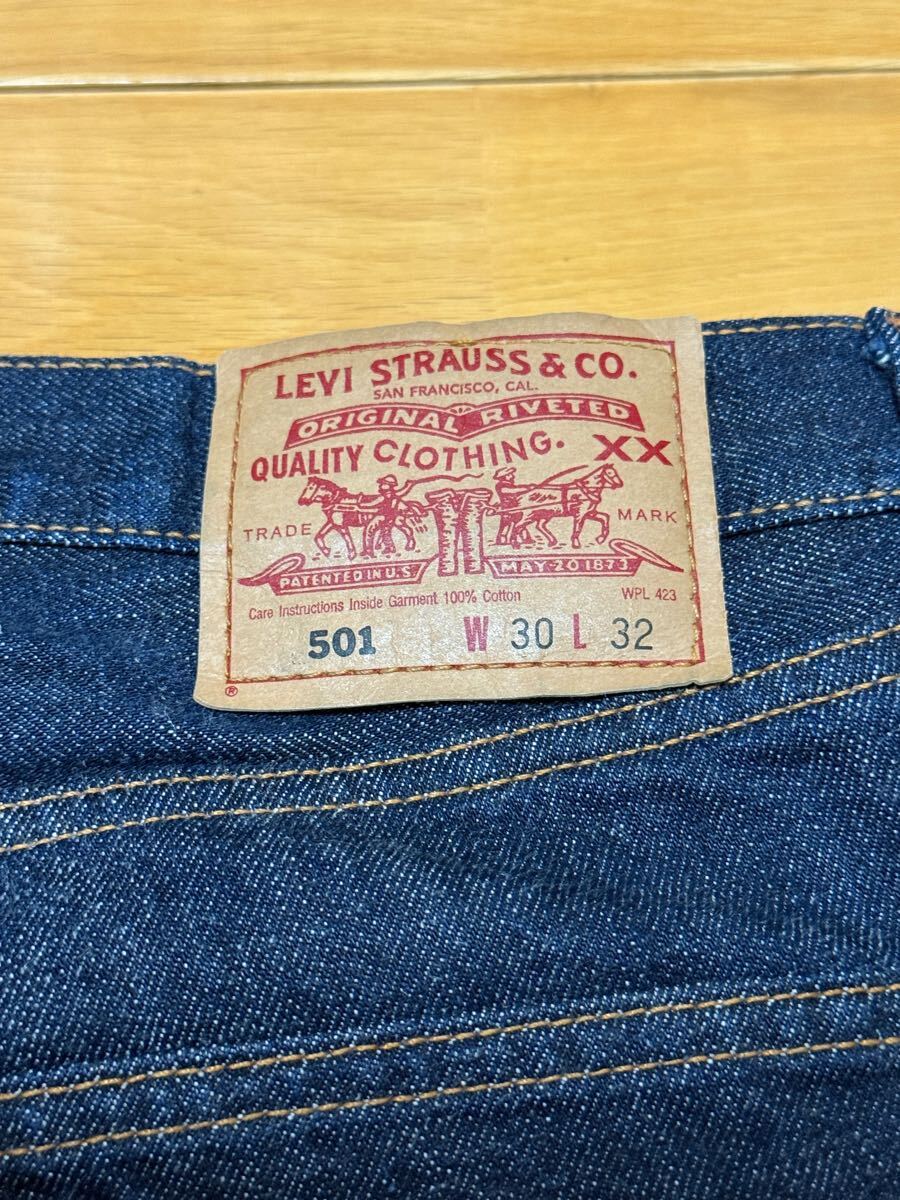 LEVI STRAUSS & CO.
SAN FRANCISCO, CAL.
ORIGINAL RIVETED
QUALITY CLOTHING. XX
TRADE MARK
PATENTED IN U.S. MAY 20 1873
Care Instructions Inside Garment 100% Cotton WPL 423
501 W 30 L 32
®